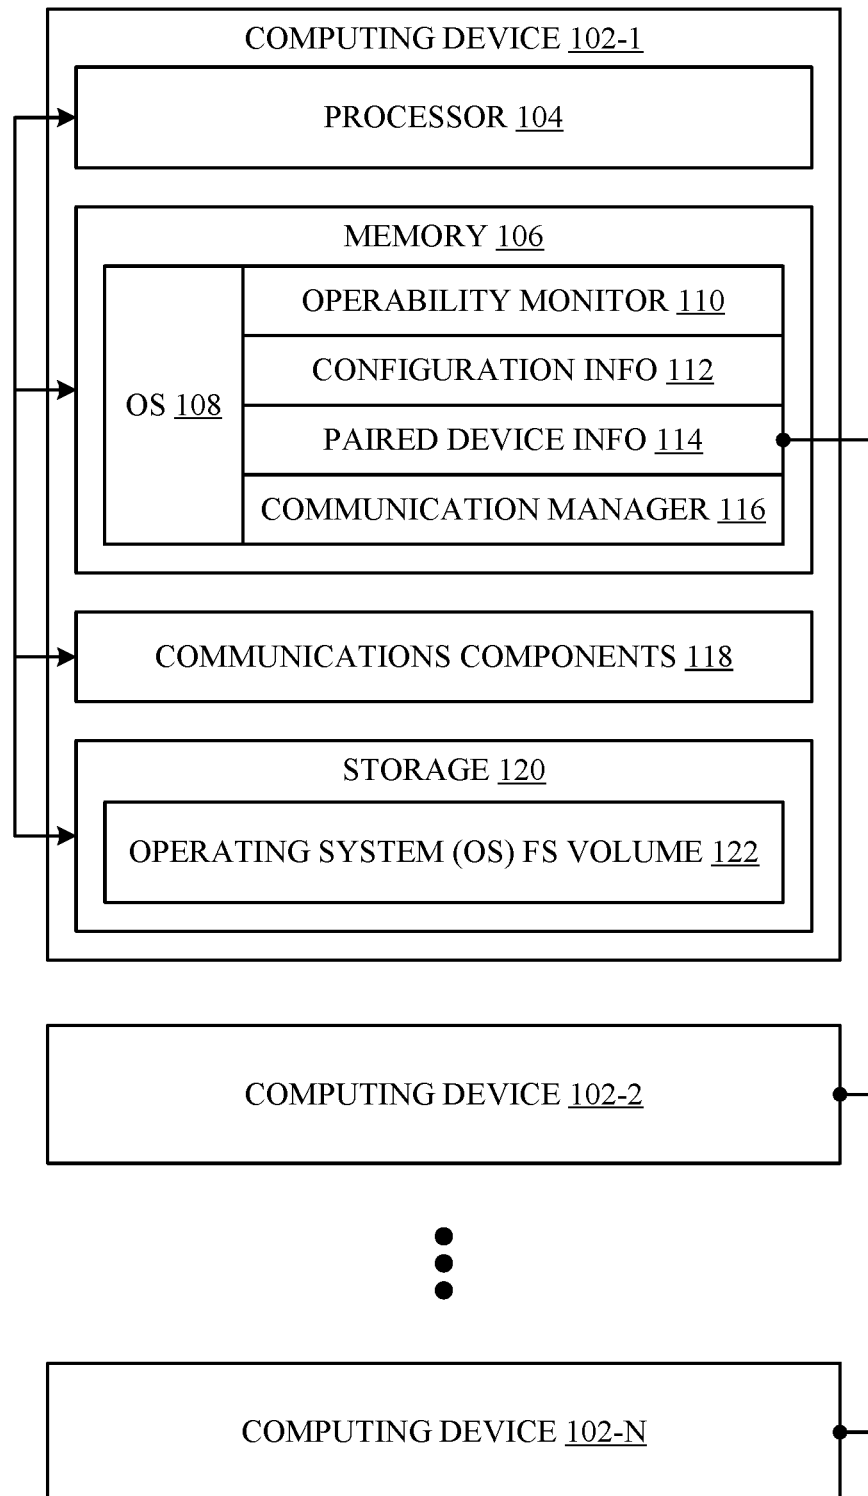 COMPUTING DEVICE 102-1
PROCESSOR 104
MEMORY 106
OS 108
OPERABILITY MONITOR 110
CONFIGURATION INFO 112
PAIRED DEVICE INFO 114
COMMUNICATION MANAGER 116
COMMUNICATIONS COMPONENTS 118
STORAGE 120
OPERATING SYSTEM (OS) FS VOLUME 122
COMPUTING DEVICE 102-2
COMPUTING DEVICE 102-N